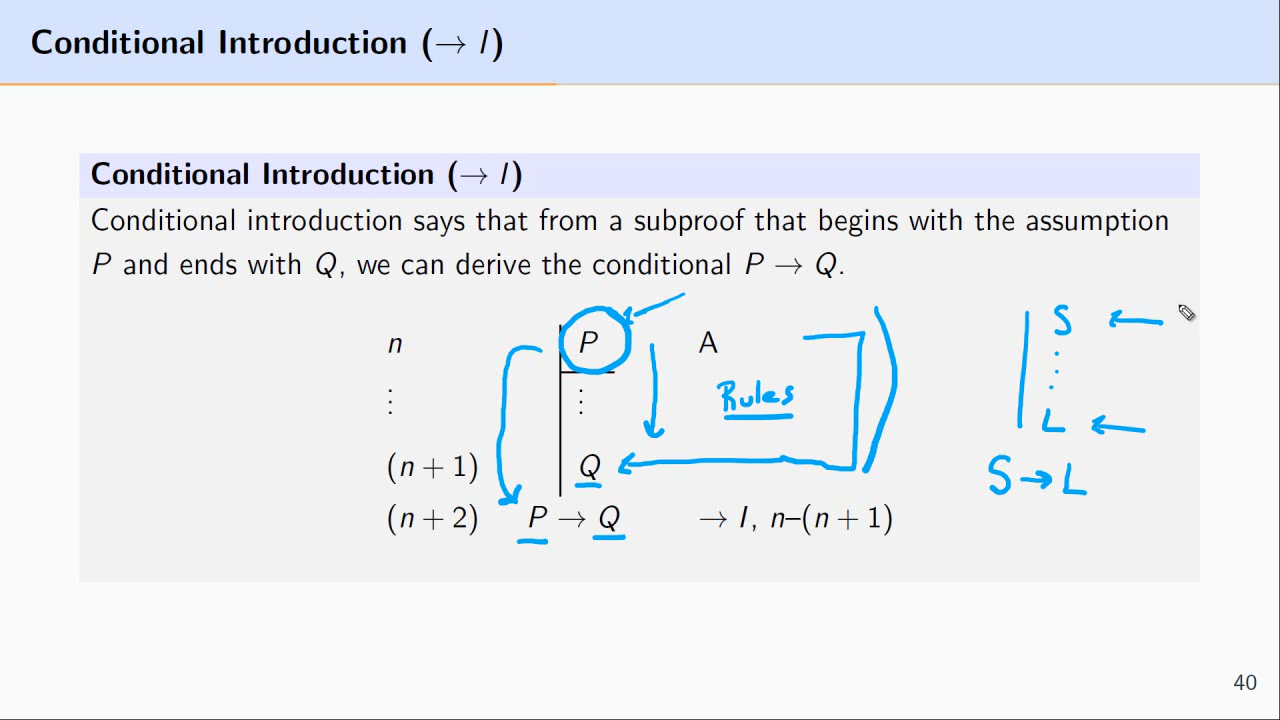 Conditional Introduction (→ I)
Conditional Introduction (→ I)
Conditional introduction says that from a subproof that begins with the assumption
P and ends with Q, we can derive the conditional P → Q.
n P A S
⋮ ⋮ Rules ⋮
L
(n + 1) Q
S → L
(n + 2) P → Q → I, n–(n + 1)
40